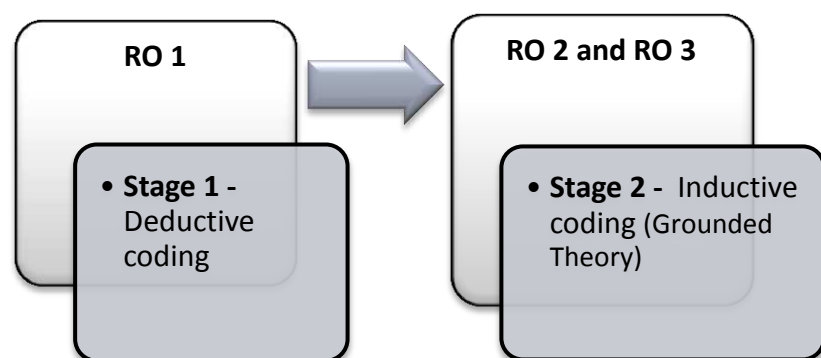 RO 1
• Stage 1 -
Deductive
coding
RO 2 and RO 3
• Stage 2 - Inductive
coding (Grounded
Theory)